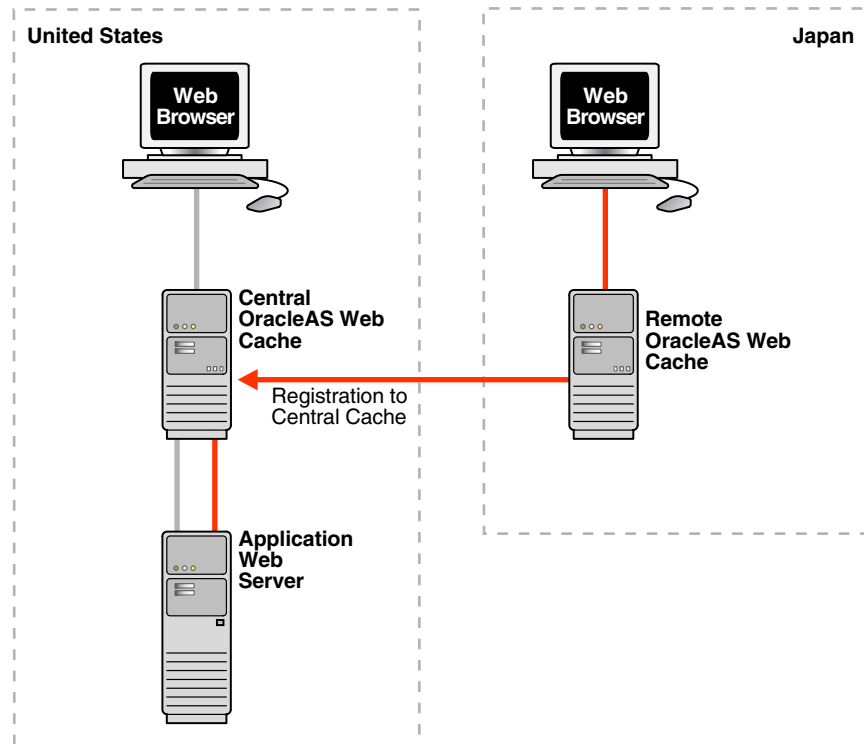 United States
Japan
Web
Browser
Web
Browser
Central
OracleAS Web
Cache
Remote
OracleAS Web
Cache
Registration to
Central Cache
Application
Web
Server